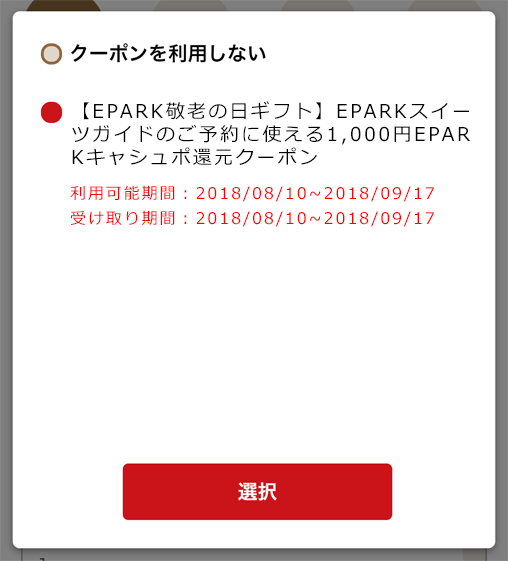 クーポンを利用しない
【EPARK敬老の日ギフト】EPARKスイー
ツガイドのご予約に使える1,000円EPAR
Kキャシュポ還元クーポン
利用可能期間：2018/08/10~2018/09/17
受け取り期間：2018/08/10~2018/09/17
選択